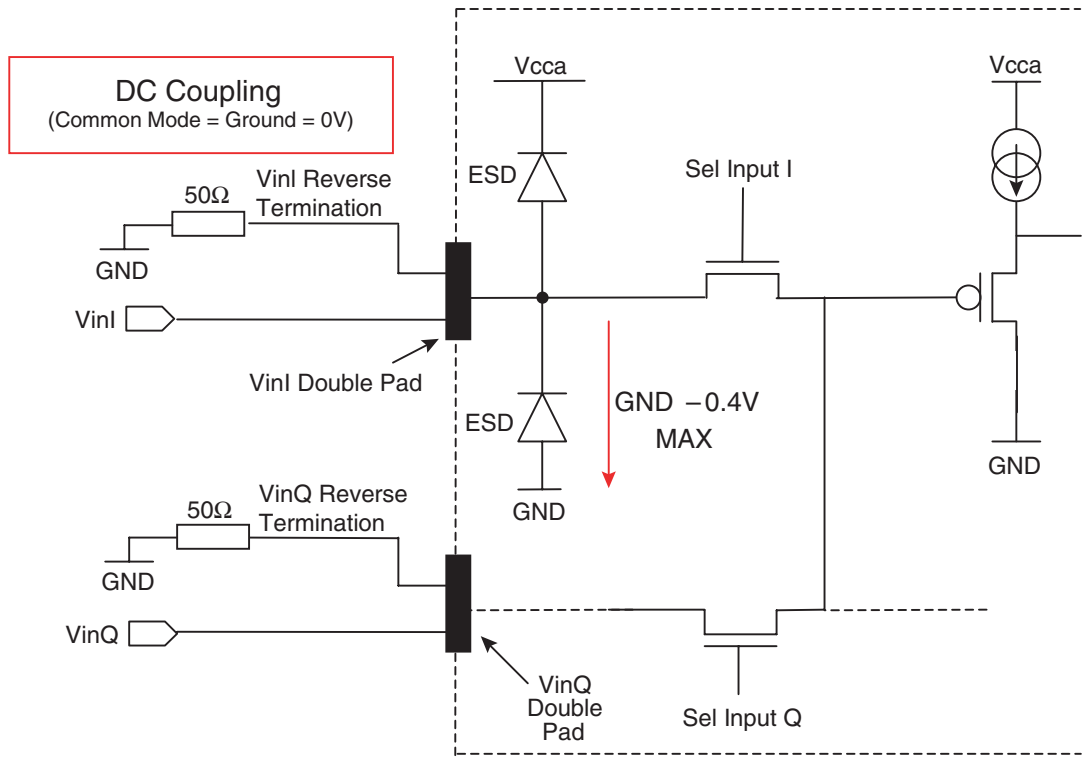 DC Coupling
(Common Mode = Ground = 0V)
Vcca
Vcca
ESD
Sel Input I
50Ω
VinI Reverse
Termination
GND
VinI
VinI Double Pad
ESD
GND −0.4V
MAX
GND
GND
50Ω
VinQ Reverse
Termination
GND
VinQ
VinQ
Double
Pad
Sel Input Q